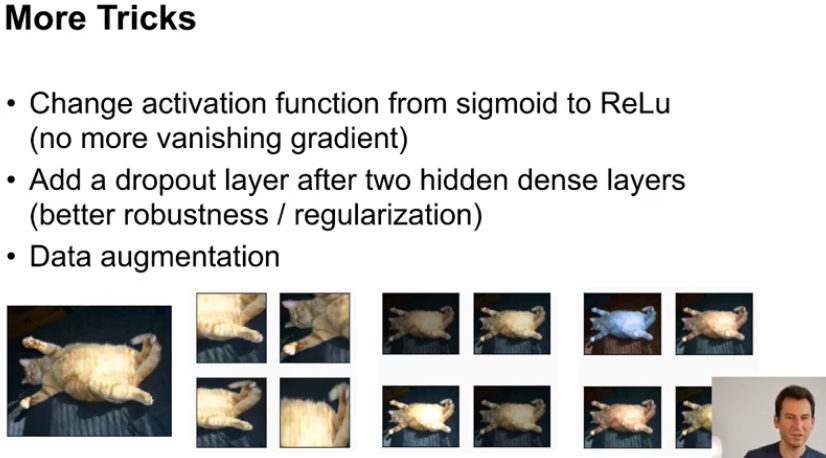 More Tricks
• Change activation function from sigmoid to ReLu
(no more vanishing gradient)
• Add a dropout layer after two hidden dense layers
(better robustness / regularization)
• Data augmentation